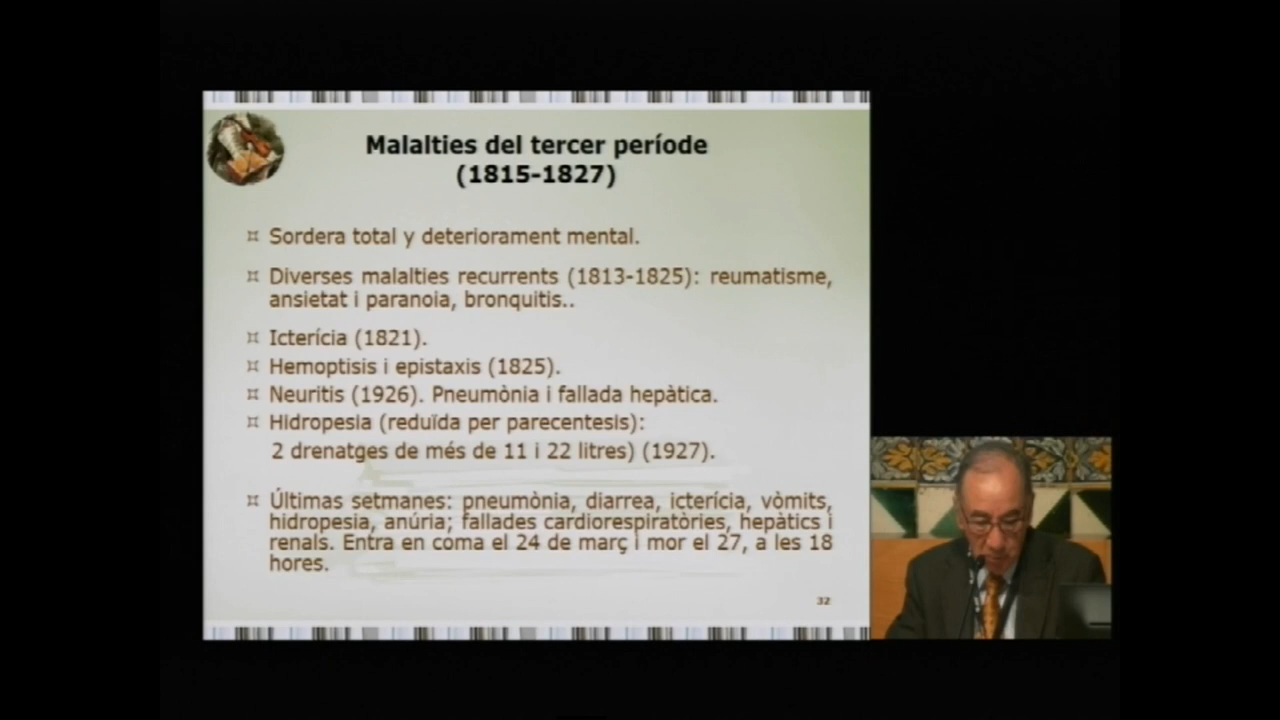 Malalties del tercer període
(1815-1827)
Sordera total y deteriorament mental.
Diverses malalties recurrents (1813-1825): reumatisme,
ansietat i paranoia, bronquitis..
Icterícia (1821).
Hemoptisis i epistaxis (1825).
Neuritis (1926). Pneumònia i fallada hepàtica.
Hidropesia (reduïda per parecentesis):
2 drenatges de més de 11 i 22 litres) (1927).
Últimas setmanes: pneumònia, diarrea, icterícia, vòmits,
hidropesia, anúria; fallades cardiorespiratòries, hepàtics i
renals. Entra en coma el 24 de març i mor el 27, a les 18
hores.
32